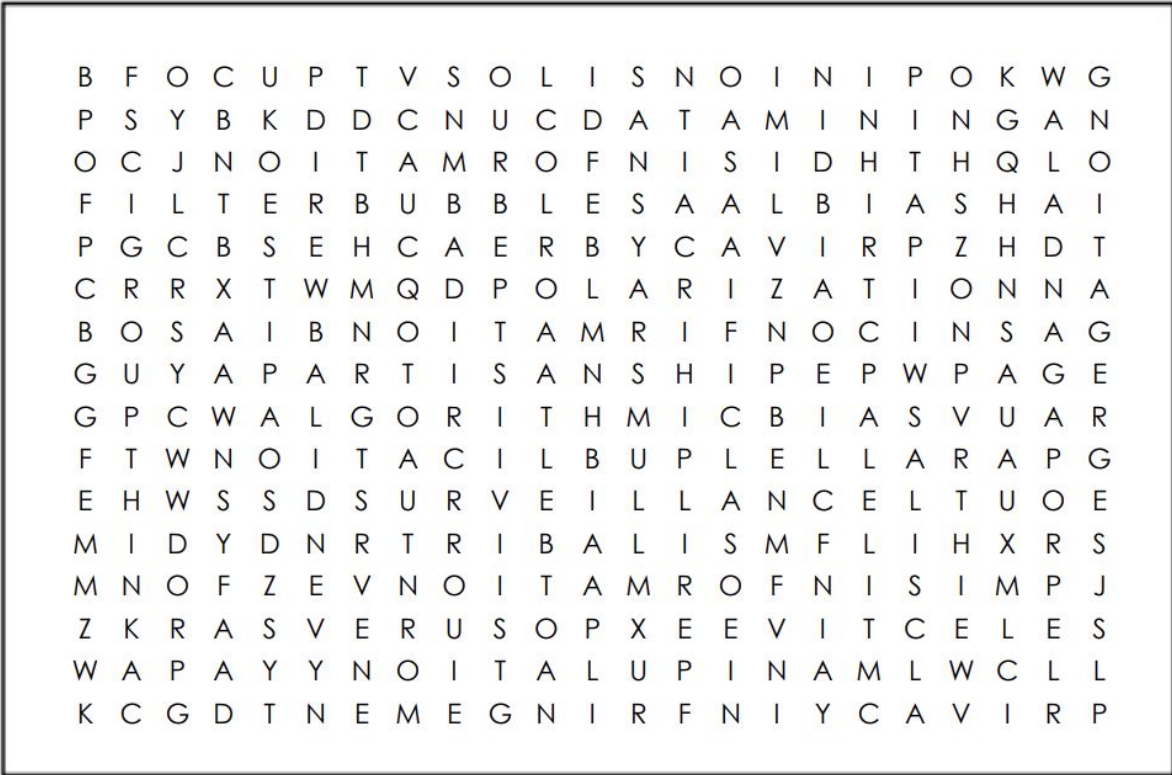 B F O C U P T V S O L I S N O I N I P O K W G
P S Y B K D D C N U C D A T A M I N I N G A N
O C J N O I T A M R O F N I S I D H T H Q L O
F I L T E R B U B B L E S A A L B I A S H A I
P G C B S E H C A E R B Y C A V I R P Z H D T
C R R X T W M Q D P O L A R I Z A T I O N N A
B O S A I B N O I T A M R I F N O C I N S A G
G U Y A P A R T I S A N S H I P E P W P A G E
G P C W A L G O R I T H M I C B I A S V U A R
F T W N O I T A C I L B U P L E L L A R A P G
E H W S S D S U R V E I L L A N C E L T U O E
M I D Y D N R T R I B A L I S M F L I H X R S
M N O F Z E V N O I T A M R O F N I S I M P J
Z K R A S V E R U S O P X E E V I T C E L E S
W A P A Y Y N O I T A L U P I N A M L W C L L
K C G D T N E M E G N I R F N I Y C A V I R P